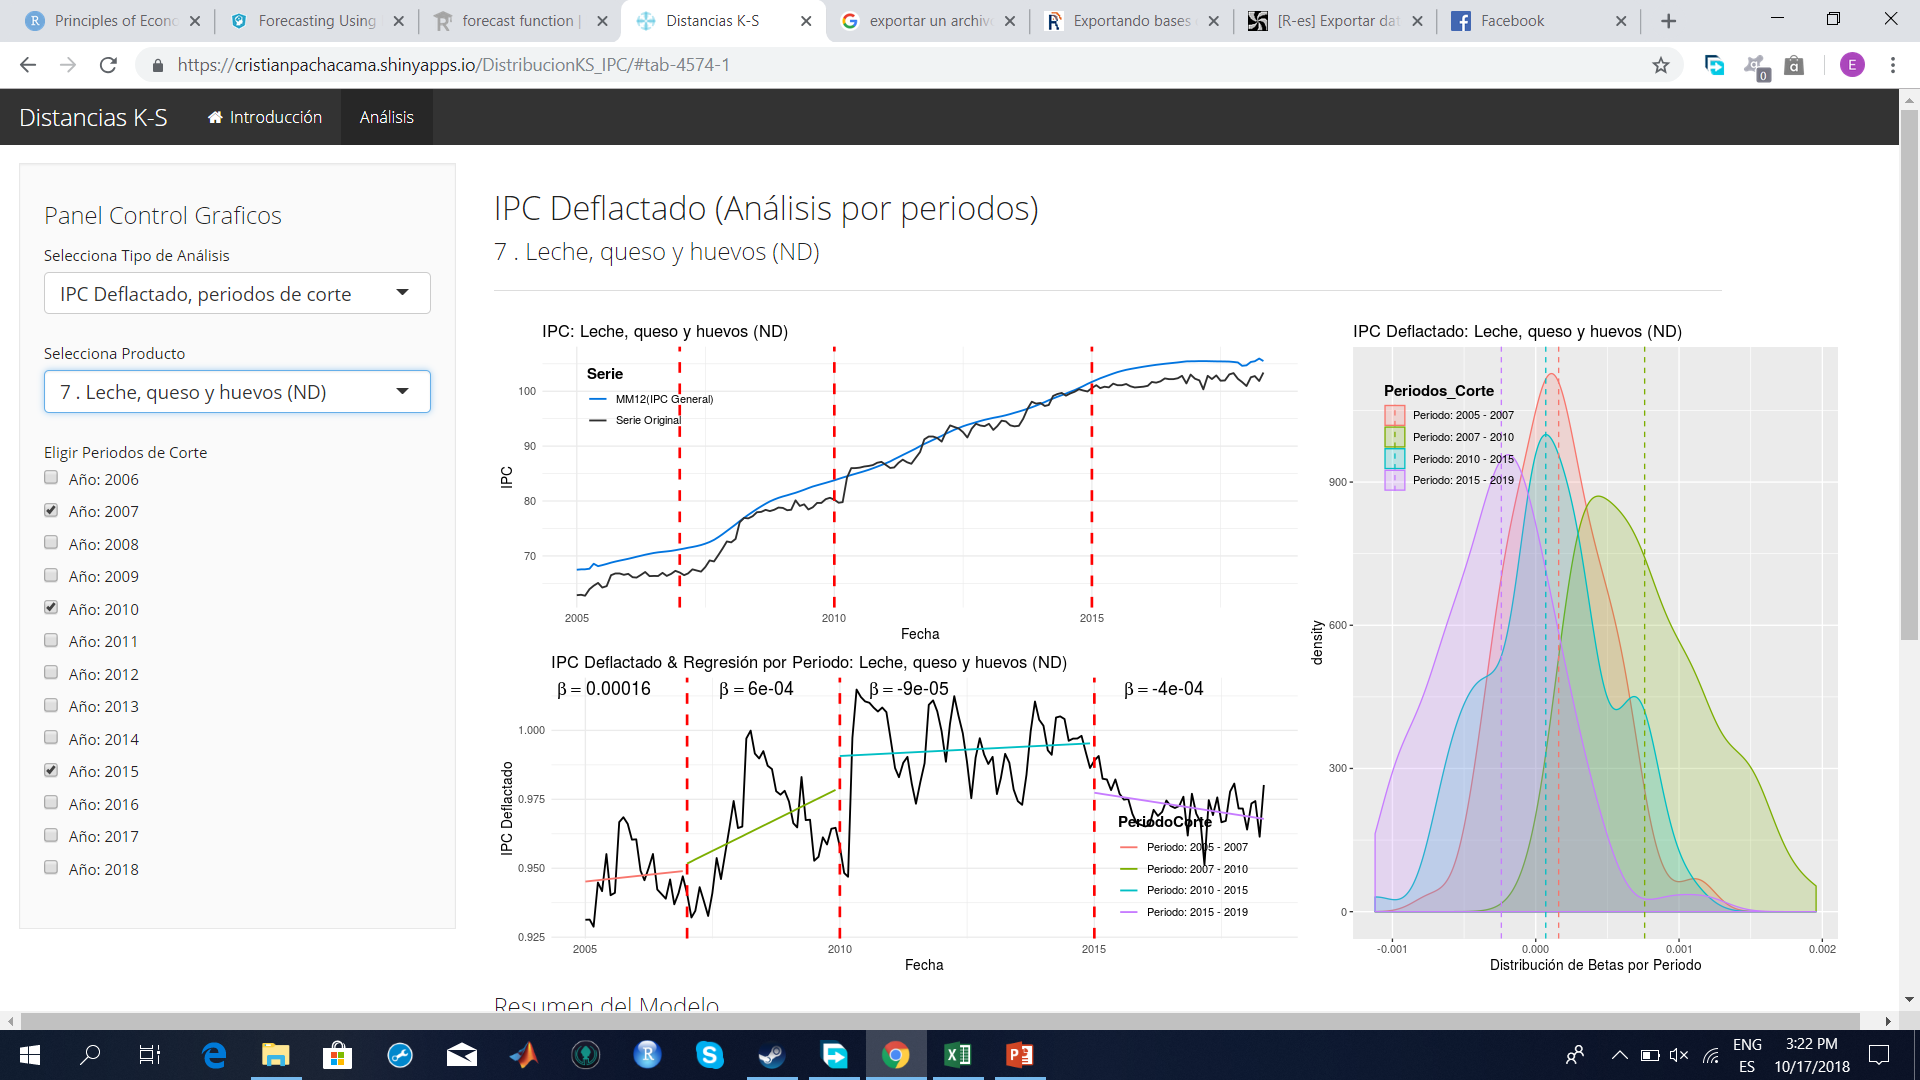 Principles of Econo
Forecasting Using
forecast function |
Distancias K-S
exportar un archivo
Exportando bases
[R-es] Exportar dat
Facebook
https://cristianpachacama.shinyapps.io/DistribucionKS_IPC/#tab-4574-1
0
a
E
Distancias K-S
Introducción
Análisis
Panel Control Graficos
Selecciona Tipo de Análisis
IPC Deflactado, periodos de corte
Selecciona Producto
7 . Leche, queso y huevos (ND)
Eligir Periodos de Corte
Año: 2006
Año: 2007
Año: 2008
Año: 2009
Año: 2010
Año: 2011
Año: 2012
Año: 2013
Año: 2014
Año: 2015
Año: 2016
Año: 2017
Año: 2018
IPC Deflactado (Análisis por periodos)
7 . Leche, queso y huevos (ND)
IPC: Leche, queso y huevos (ND)
Serie
MM12(IPC General)
Serie Original
IPC
100
90
80
70
2005
2010
2015
Fecha
IPC Deflactado & Regresión por Periodo: Leche, queso y huevos (ND)
β = 0.00016
β = 6e-04
β = -9e-05
β = -4e-04
IPC Deflactado
1.000
0.975
0.950
0.925
PeriodoCorte
Periodo: 2005 - 2007
Periodo: 2007 - 2010
Periodo: 2010 - 2015
Periodo: 2015 - 2019
2005
2010
2015
Fecha
IPC Deflactado: Leche, queso y huevos (ND)
Periodos_Corte
Periodo: 2005 - 2007
Periodo: 2007 - 2010
Periodo: 2010 - 2015
Periodo: 2015 - 2019
density
900
600
300
0
-0.001
0.000
0.001
0.002
Distribución de Betas por Periodo
Resumen del Modelo
ENG
ES
3:22 PM
10/17/2018